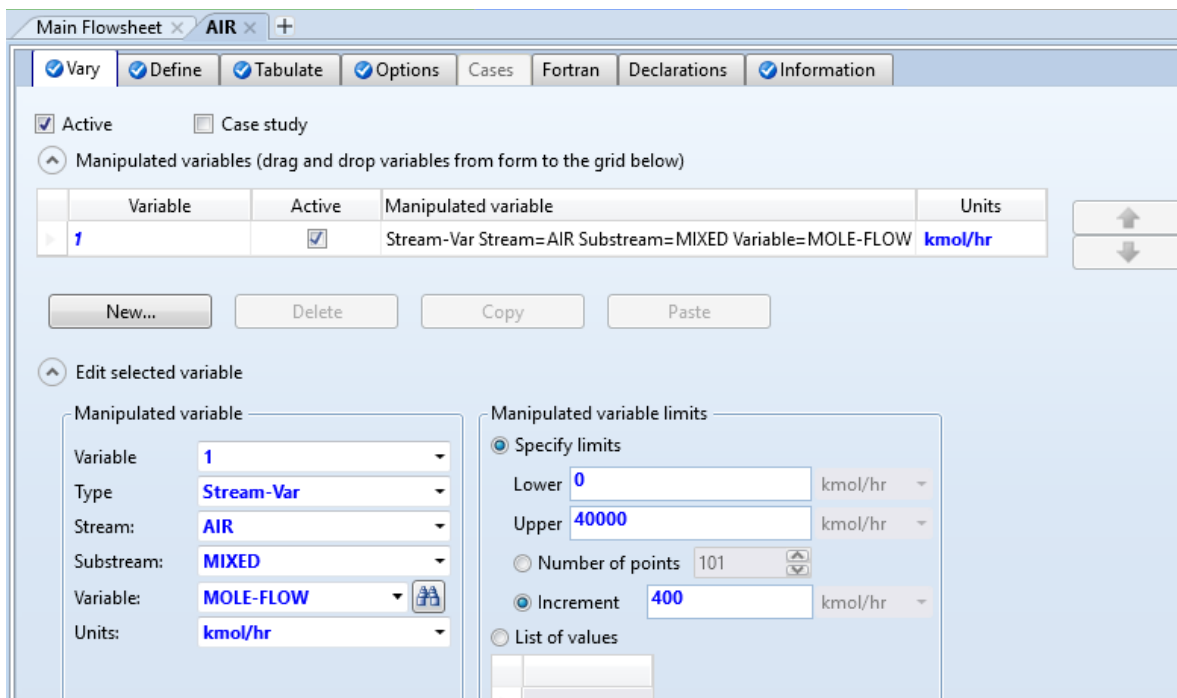 Main Flowsheet × AIR × +
Vary Define Tabulate Options Cases Fortran Declarations Information
Active Case study
Manipulated variables (drag and drop variables from form to the grid below)
Variable Active Manipulated variable Units
1 Stream-Var Stream=AIR Substream=MIXED Variable=MOLE-FLOW kmol/hr
New... Delete Copy Paste
Edit selected variable
Manipulated variable
Variable 1
Type Stream-Var
Stream: AIR
Substream: MIXED
Variable: MOLE-FLOW
Units: kmol/hr
Manipulated variable limits
Specify limits
Lower 0 kmol/hr
Upper 40000 kmol/hr
Number of points 101
Increment 400 kmol/hr
List of values